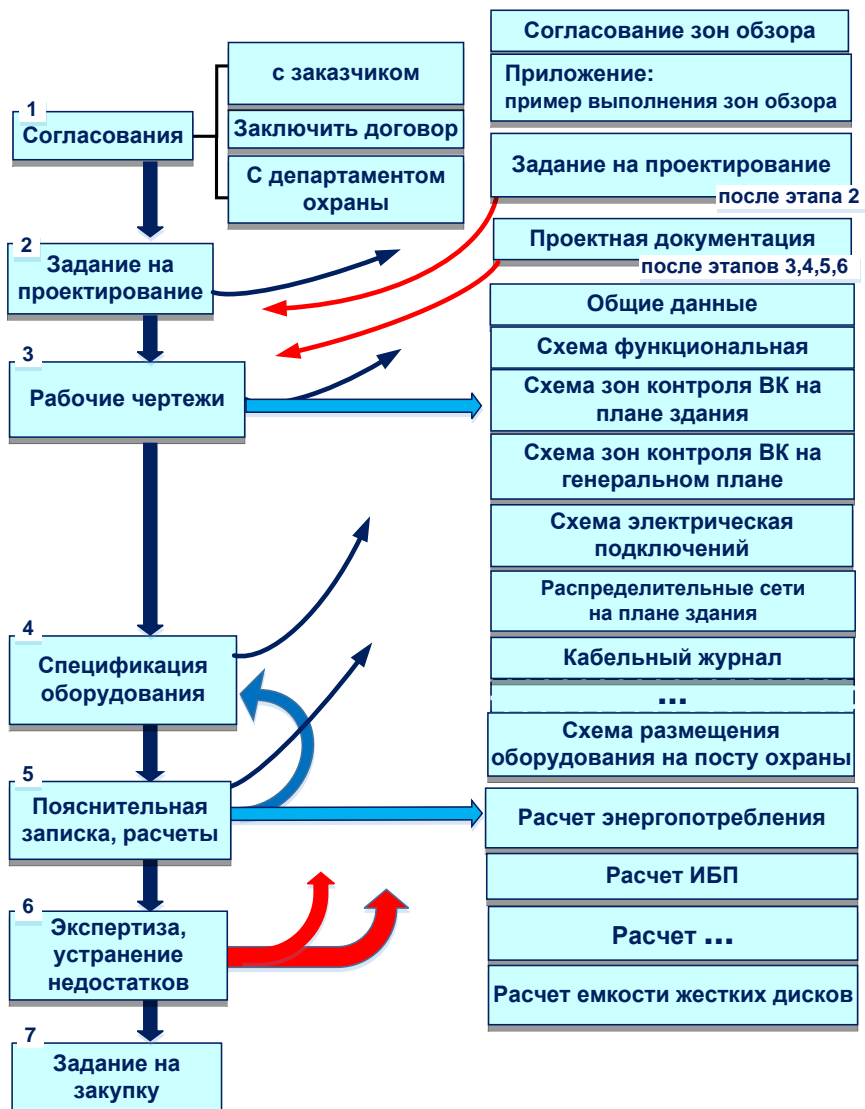 1
Согласования
с заказчиком
Заключить договор
С департаментом
охраны
2
Задание на
проектирование
3
Рабочие чертежи
4
Спецификация
оборудования
5
Пояснительная
записка, расчеты
6
Экспертиза,
устранение
недостатков
7
Задание на
закупку
Согласование зон обзора
Приложение:
пример выполнения зон обзора
Задание на проектирование
после этапа 2
Проектная документация
после этапов 3,4,5,6
Общие данные
Схема функциональная
Схема зон контроля ВК на
плане здания
Схема зон контроля ВК на
генеральном плане
Схема электрическая
подключений
Распределительные сети
на плане здания
Кабельный журнал
...
Схема размещения
оборудования на посту охраны
Расчет энергопотребления
Расчет ИБП
Расчет ...
Расчет емкости жестких дисков